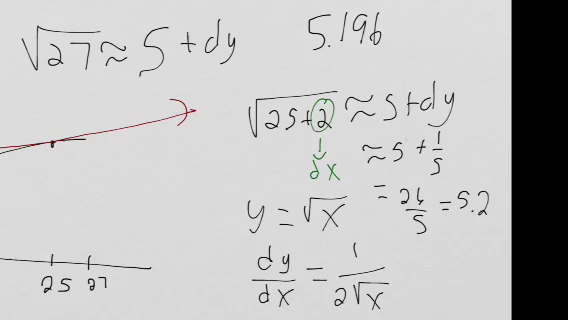 √27 ≈ 5 + dy
5.196
√25+2 ≈ 5+dy
dx
≈ 5 + 1/5
= 26/5 = 5.2
y = √x
dy/dx = 1/2√x
25 27